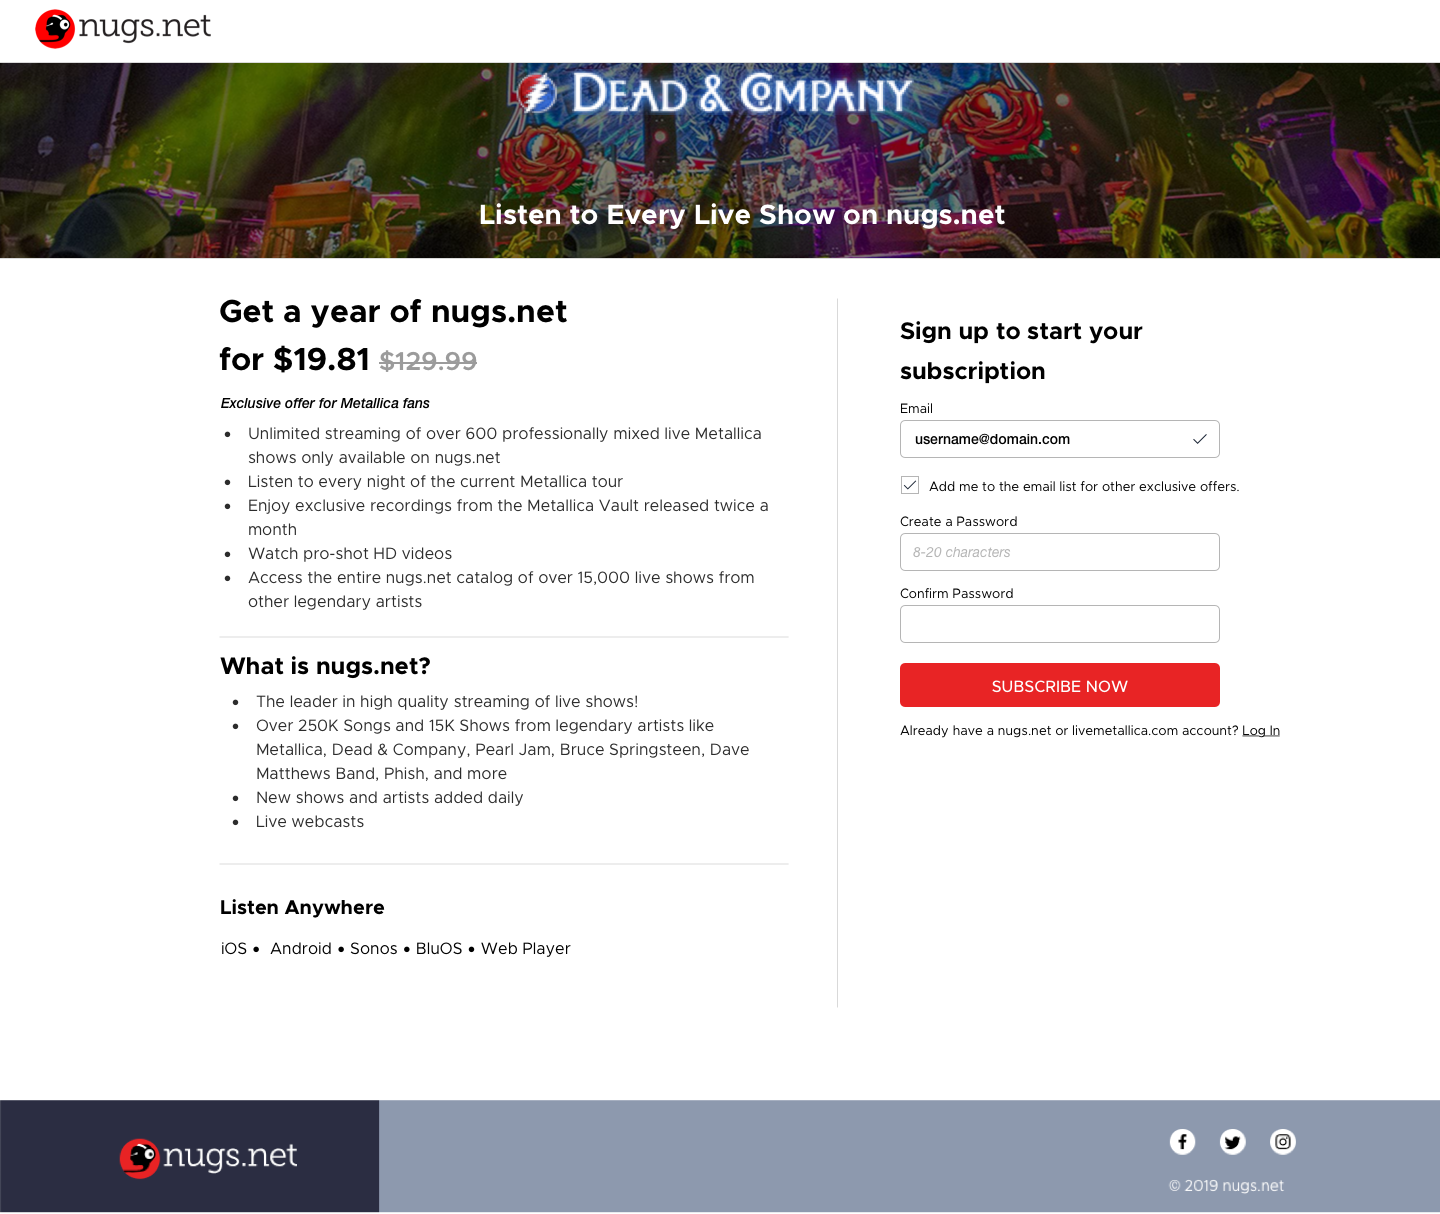 nugs.net
DEAD & COMPANY
Listen to Every Live Show on nugs.net
Get a year of nugs.net
for $19.81 $129.99
Exclusive offer for Metallica fans
• Unlimited streaming of over 600 professionally mixed live Metallica
shows only available on nugs.net
• Listen to every night of the current Metallica tour
• Enjoy exclusive recordings from the Metallica Vault released twice a
month
• Watch pro-shot HD videos
• Access the entire nugs.net catalog of over 15,000 live shows from
other legendary artists
What is nugs.net?
• The leader in high quality streaming of live shows!
• Over 250K Songs and 15K Shows from legendary artists like
Metallica, Dead & Company, Pearl Jam, Bruce Springsteen, Dave
Matthews Band, Phish, and more
• New shows and artists added daily
• Live webcasts
Listen Anywhere
iOS • Android • Sonos • BluOS • Web Player
Sign up to start your
subscription
Email
username@domain.com
Add me to the email list for other exclusive offers.
Create a Password
8-20 characters
Confirm Password
SUBSCRIBE NOW
Already have a nugs.net or livemetallica.com account? Log In
nugs.net
© 2019 nugs.net